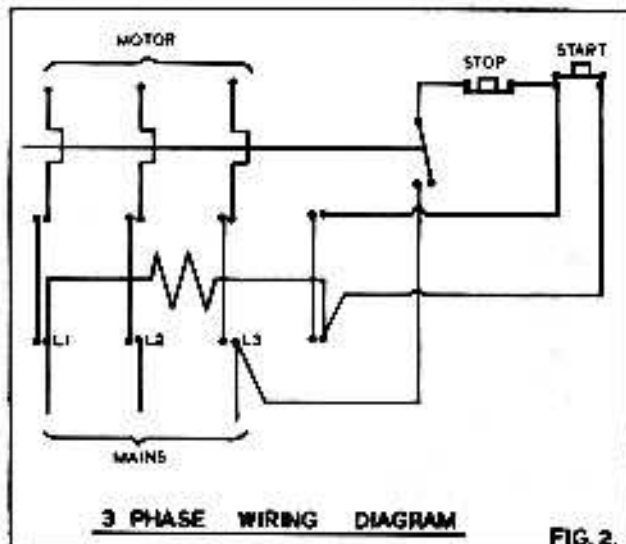 MOTOR
STOP
START
L1
L2
L3
MAINS
3 PHASE WIRING DIAGRAM
FIG. 2.